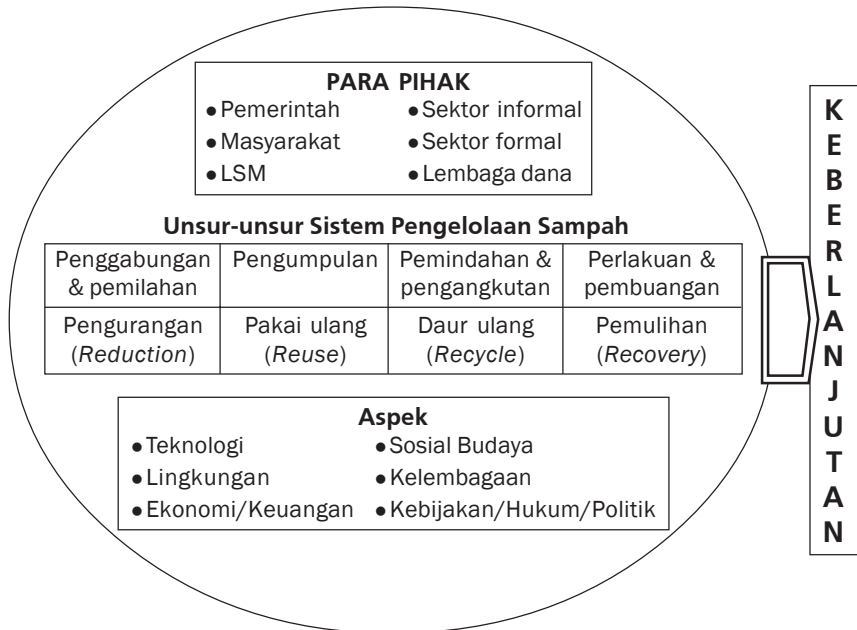 PARA PIHAK
● Pemerintah ● Sektor informal
● Masyarakat ● Sektor formal
● LSM ● Lembaga dana
Unsur-unsur Sistem Pengelolaan Sampah
Penggabungan & pemilahan
Pengumpulan
Pemindahan & pengangkutan
Perlakuan & pembuangan
Pengurangan (Reduction)
Pakai ulang (Reuse)
Daur ulang (Recycle)
Pemulihan (Recovery)
Aspek
● Teknologi ● Sosial Budaya
● Lingkungan ● Kelembagaan
● Ekonomi/Keuangan ● Kebijakan/Hukum/Politik
KEBERLANJUTAN